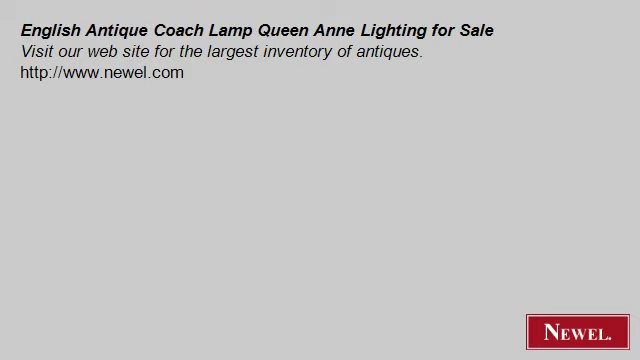 English Antique Coach Lamp Queen Anne Lighting for Sale
Visit our web site for the largest inventory of antiques.
http://www.newel.com
NEWEL.